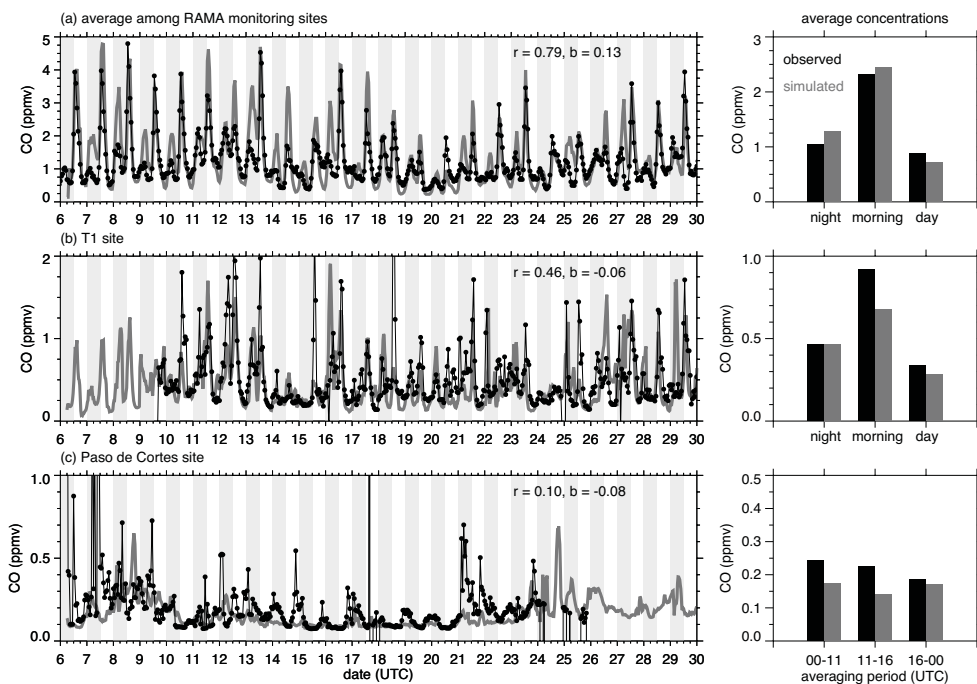 (a) average among RAMA monitoring sites
average concentrations
5
4
3
2
1
0
CO (ppmv)
r = 0.79, b = 0.13
6 7 8 9 10 11 12 13 14 15 16 17 18 19 20 21 22 23 24 25 26 27 28 29 30
3
2
1
0
CO (ppmv)
observed
simulated
night morning day
(b) T1 site
2
1
0
CO (ppmv)
r = 0.46, b = -0.06
6 7 8 9 10 11 12 13 14 15 16 17 18 19 20 21 22 23 24 25 26 27 28 29 30
1.0
0.5
0.0
CO (ppmv)
night morning day
(c) Paso de Cortes site
1.0
0.5
0.0
CO (ppmv)
r = 0.10, b = -0.08
6 7 8 9 10 11 12 13 14 15 16 17 18 19 20 21 22 23 24 25 26 27 28 29 30
date (UTC)
0.5
0.4
0.3
0.2
0.1
0.0
CO (ppmv)
00-11 11-16 16-00
averaging period (UTC)